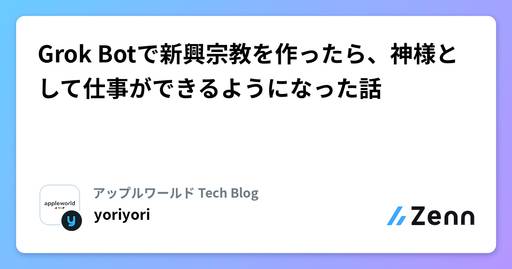 Grok Botで新興宗教を作ったら、神様と
して仕事ができるようになった話
appleworld
アップルワールド Tech Blog
y
yoriyori
Zenn